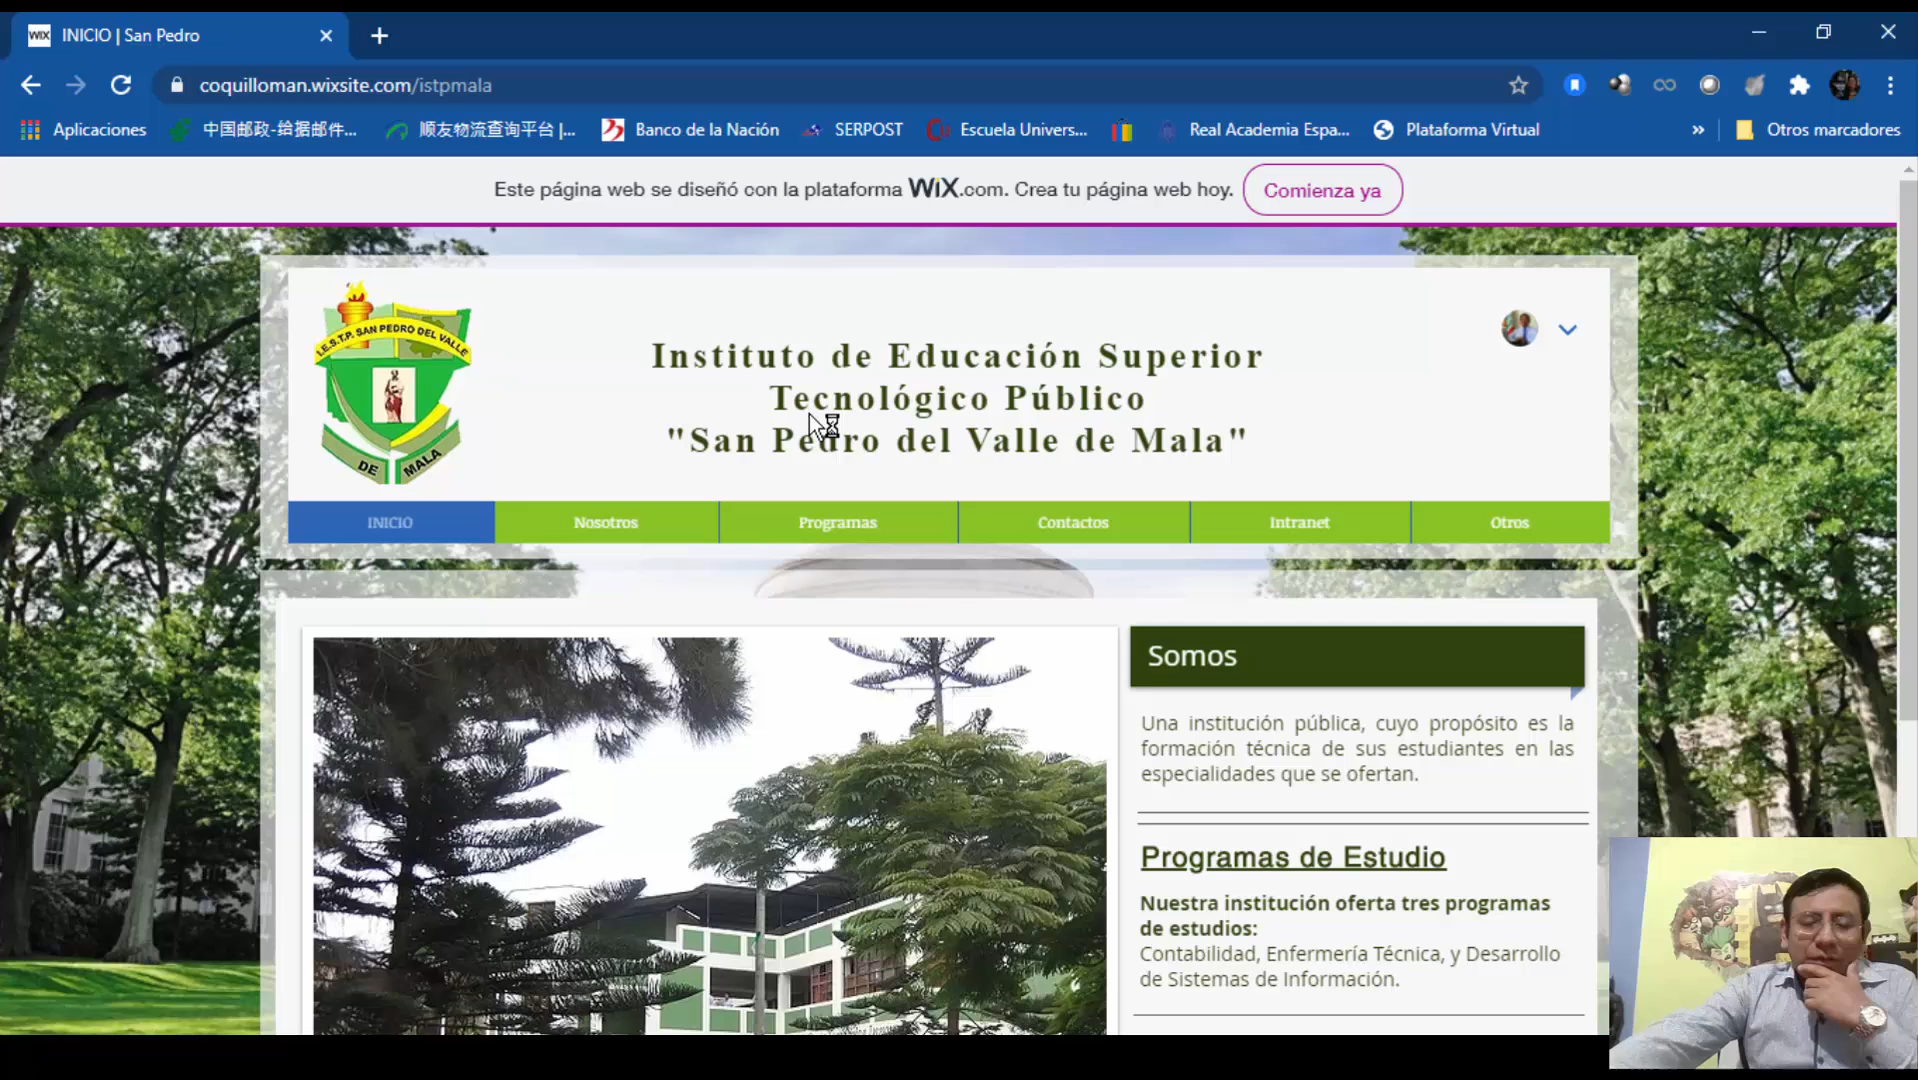 WIX INICIO | San Pedro
coquilloman.wixsite.com/istpmala
Aplicaciones 中国邮政-给据邮件... 顺友物流查询平台 |... Banco de la Nación SERPOST Escuela Univers... Real Academia Espa... Plataforma Virtual » Otros marcadores
Este página web se diseñó con la plataforma WiX.com. Crea tu página web hoy. Comienza ya
I.E.S.T.P. SAN PEDRO DEL VALLE
DE MALA
Instituto de Educación Superior
Tecnológico Público
"San Pedro del Valle de Mala"
INICIO Nosotros Programas Contactos Intranet Otros
Somos
Una institución pública, cuyo propósito es la
formación técnica de sus estudiantes en las
especialidades que se ofertan.
Programas de Estudio
Nuestra institución oferta tres programas
de estudios:
Contabilidad, Enfermería Técnica, y Desarrollo
de Sistemas de Información.